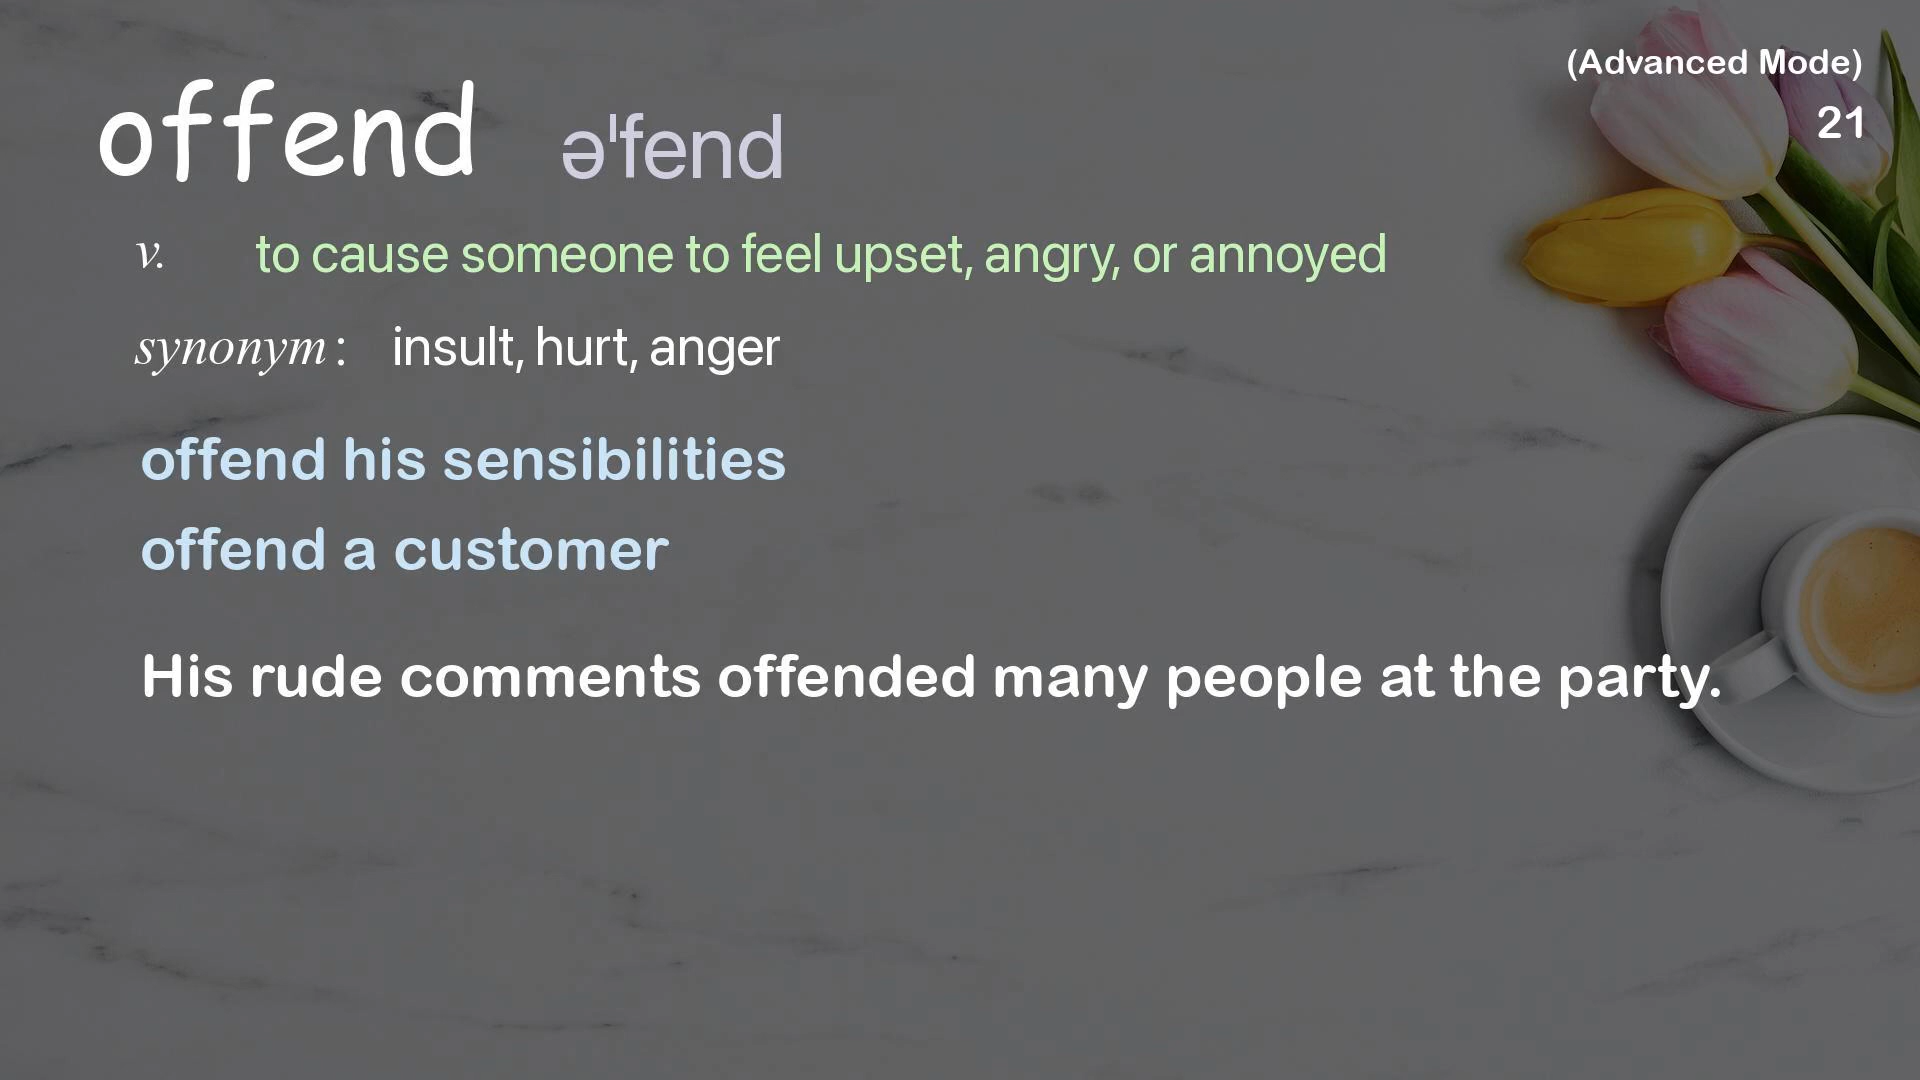 (Advanced Mode)
21
offend əˈfend
v. to cause someone to feel upset, angry, or annoyed
synonym: insult, hurt, anger
offend his sensibilities
offend a customer
His rude comments offended many people at the party.